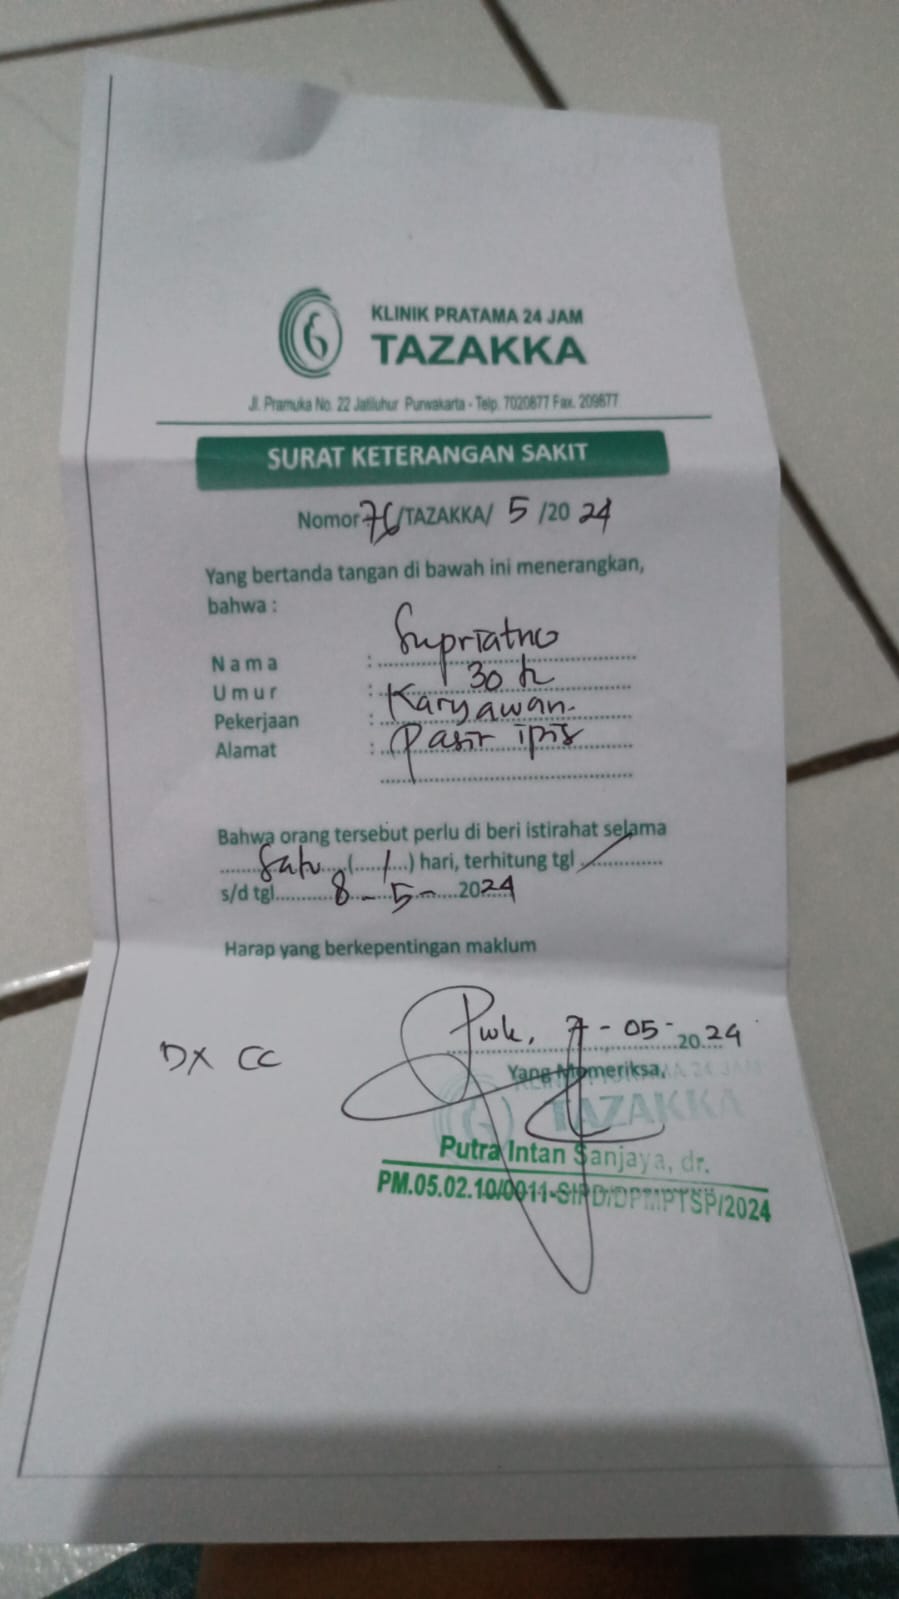 KLINIK PRATAMA 24 JAM
TAZAKKA
Jl. Pramuka No. 22 Jatiluhur Purwakarta - Telp. 7020877 Fax. 209877
SURAT KETERANGAN SAKIT
Nomor 76/TAZAKKA/ 5 /20 24
Yang bertanda tangan di bawah ini menerangkan,
bahwa :
Nama : Supriatno
Umur : 30 th
Pekerjaan : Karyawan.
Alamat : Pasir ipis
Bahwa orang tersebut perlu di beri istirahat selama
Satu (1) hari, terhitung tgl
s/d tgl 8-5-2024
Harap yang berkepentingan maklum
Pwk, 7-05-2024
DX CC
Yang Memeriksa,
TAZAKKA
Putra Intan Sanjaya, dr.
PM.05.02.10/0011-SIPD/DPMPTSP/2024